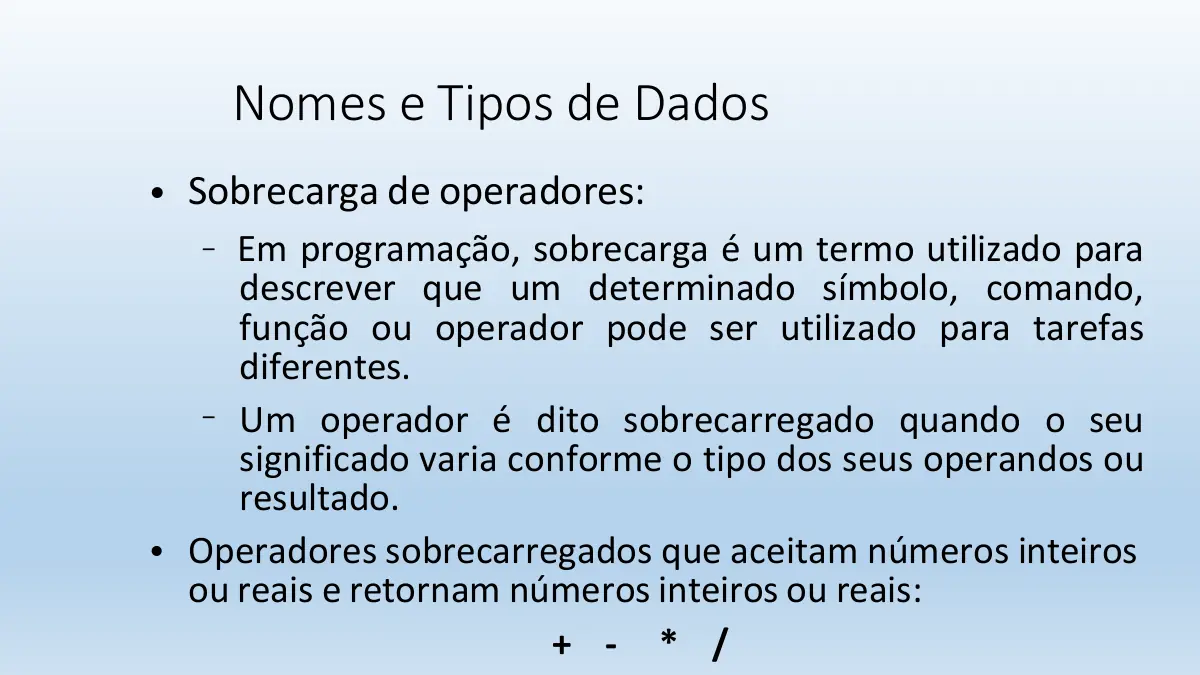 Nomes e Tipos de Dados
• Sobrecarga de operadores:
– Em programação, sobrecarga é um termo utilizado para
descrever que um determinado símbolo, comando,
função ou operador pode ser utilizado para tarefas
diferentes.
– Um operador é dito sobrecarregado quando o seu
significado varia conforme o tipo dos seus operandos ou
resultado.
• Operadores sobrecarregados que aceitam números inteiros
ou reais e retornam números inteiros ou reais:
+ - * /